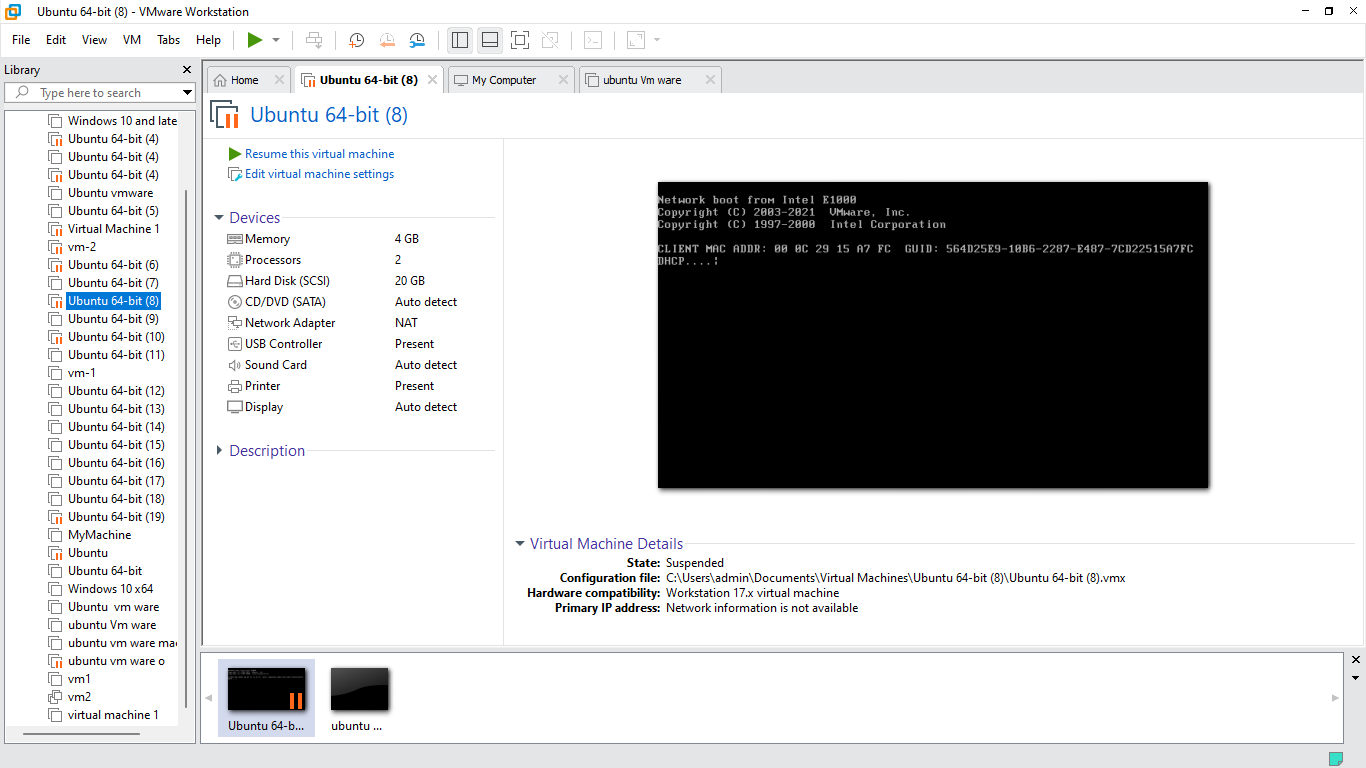 Ubuntu 64-bit (8) - VMware Workstation
File Edit View VM Tabs Help
Library
Type here to search
Windows 10 and late
Ubuntu 64-bit (4)
Ubuntu 64-bit (4)
Ubuntu 64-bit (4)
Ubuntu vmware
Ubuntu 64-bit (5)
Virtual Machine 1
vm-2
Ubuntu 64-bit (6)
Ubuntu 64-bit (7)
Ubuntu 64-bit (8)
Ubuntu 64-bit (9)
Ubuntu 64-bit (10)
Ubuntu 64-bit (11)
vm-1
Ubuntu 64-bit (12)
Ubuntu 64-bit (13)
Ubuntu 64-bit (14)
Ubuntu 64-bit (15)
Ubuntu 64-bit (16)
Ubuntu 64-bit (17)
Ubuntu 64-bit (18)
Ubuntu 64-bit (19)
MyMachine
Ubuntu
Ubuntu 64-bit
Windows 10 x64
Ubuntu  vm ware
ubuntu Vm ware
ubuntu vm ware mac
ubuntu vm ware o
vm1
vm2
virtual machine 1
Home Ubuntu 64-bit (8) My Computer ubuntu Vm ware
Ubuntu 64-bit (8)
Resume this virtual machine
Edit virtual machine settings
Devices
Memory 4 GB
Processors 2
Hard Disk (SCSI) 20 GB
CD/DVD (SATA) Auto detect
Network Adapter NAT
USB Controller Present
Sound Card Auto detect
Printer Present
Display Auto detect
Description
Network boot from Intel E1000
Copyright (C) 2003-2021  VMware, Inc.
Copyright (C) 1997-2000  Intel Corporation
CLIENT MAC ADDR: 00 0C 29 15 A7 FC  GUID: 564D25E9-10B6-2287-E487-7CD22515A7FC
DHCP....¦
Virtual Machine Details
State: Suspended
Configuration file: C:\Users\admin\Documents\Virtual Machines\Ubuntu 64-bit (8)\Ubuntu 64-bit (8).vmx
Hardware compatibility: Workstation 17.x virtual machine
Primary IP address: Network information is not available
Ubuntu 64-b... ubuntu ...